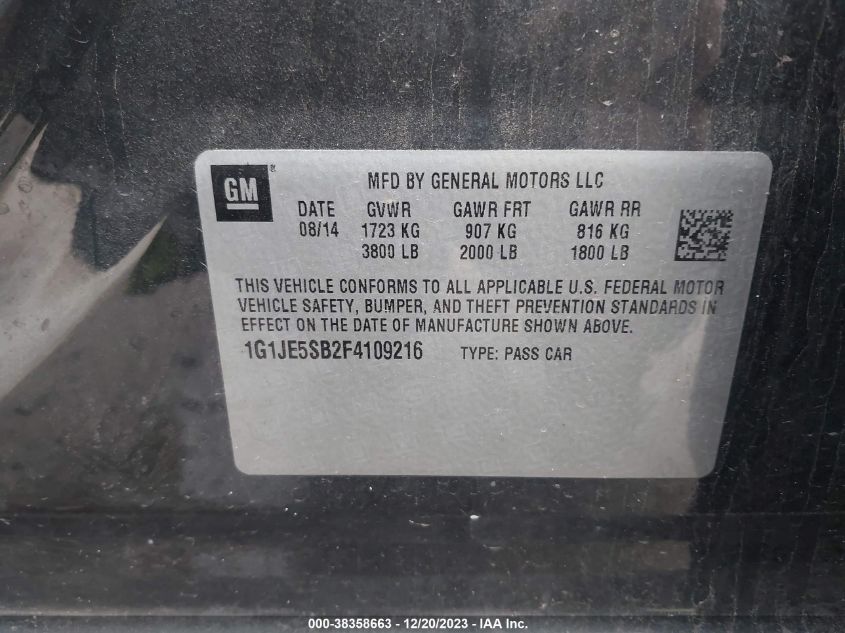 GM ®
MFD BY GENERAL MOTORS LLC
DATE GVWR GAWR FRT GAWR RR
08/14 1723 KG 907 KG 816 KG
3800 LB 2000 LB 1800 LB
THIS VEHICLE CONFORMS TO ALL APPLICABLE U.S. FEDERAL MOTOR
VEHICLE SAFETY, BUMPER, AND THEFT PREVENTION STANDARDS IN
EFFECT ON THE DATE OF MANUFACTURE SHOWN ABOVE.
1G1JE5SB2F4109216 TYPE: PASS CAR
000-38358663 - 12/20/2023 - IAA Inc.